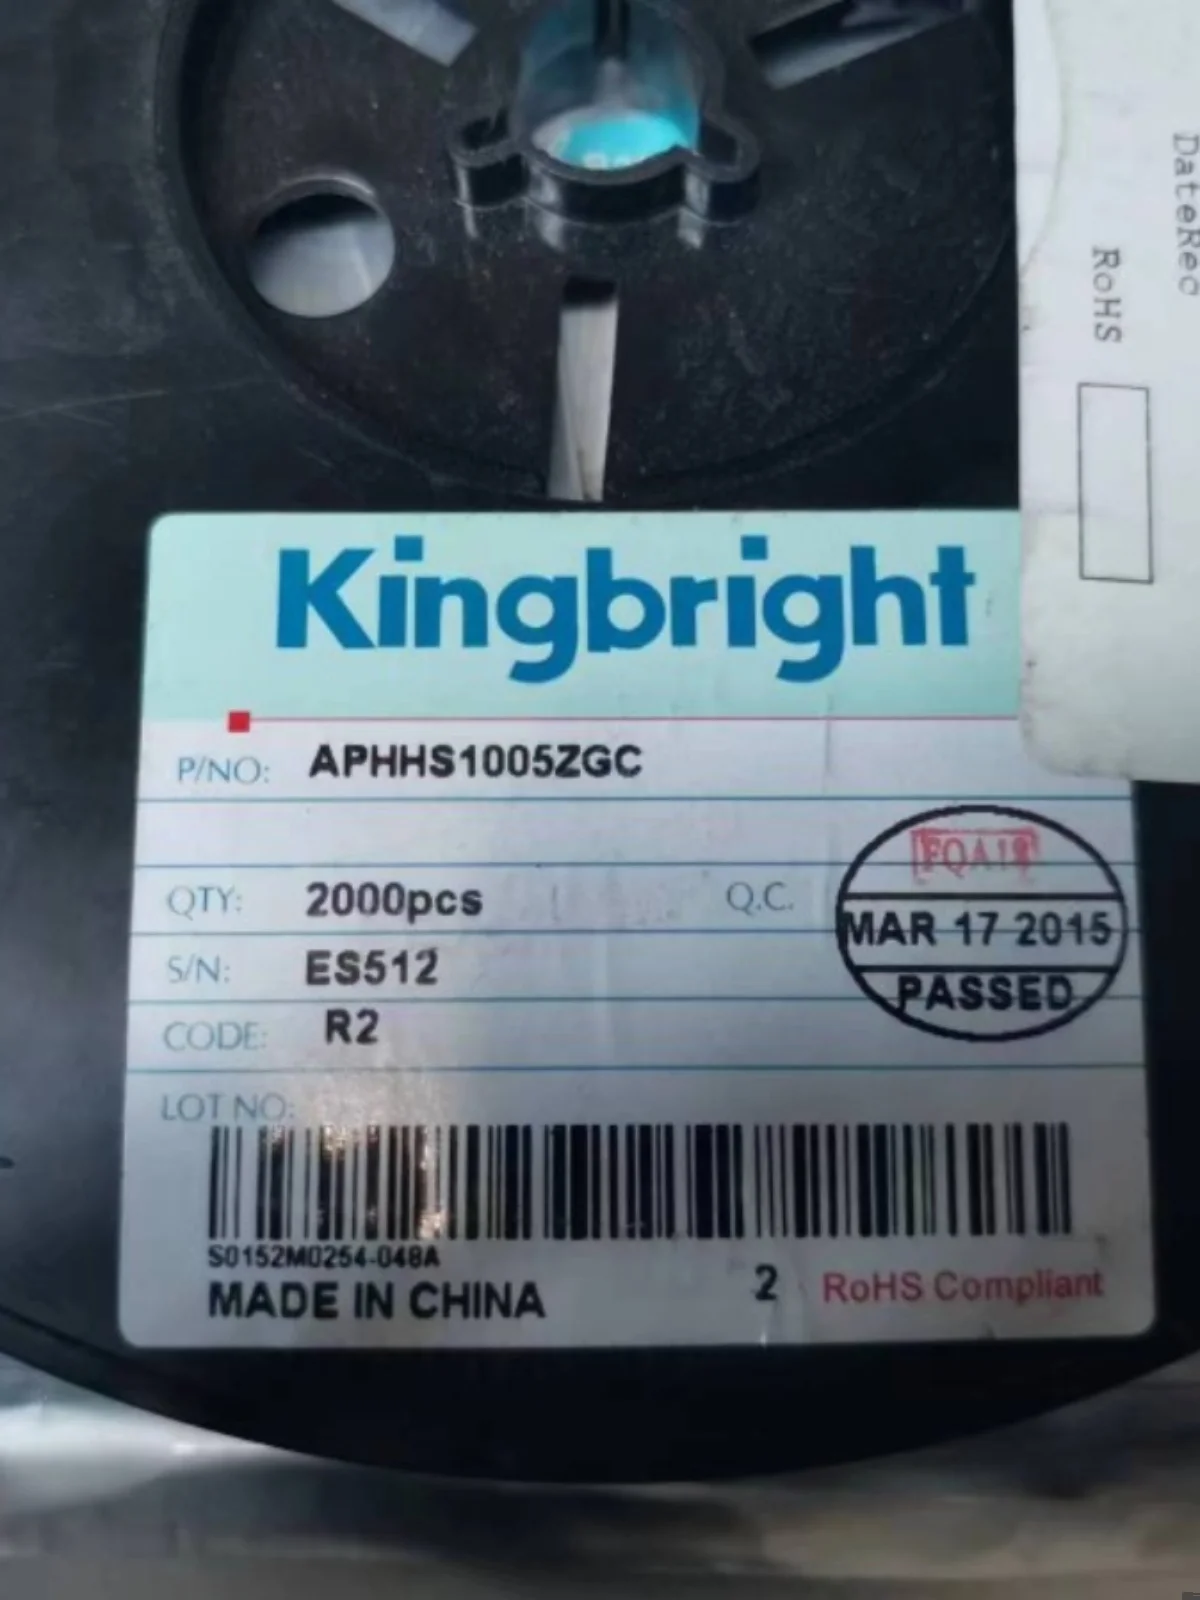 DateRec
RoHS
Kingbright
P/NO: APHHS1005ZGC
QTY: 2000pcs Q.C.
FQA19
MAR 17 2015
PASSED
S/N: ES512
CODE: R2
LOT NO:
S0152M0254-048A
MADE IN CHINA 2 RoHS Compliant